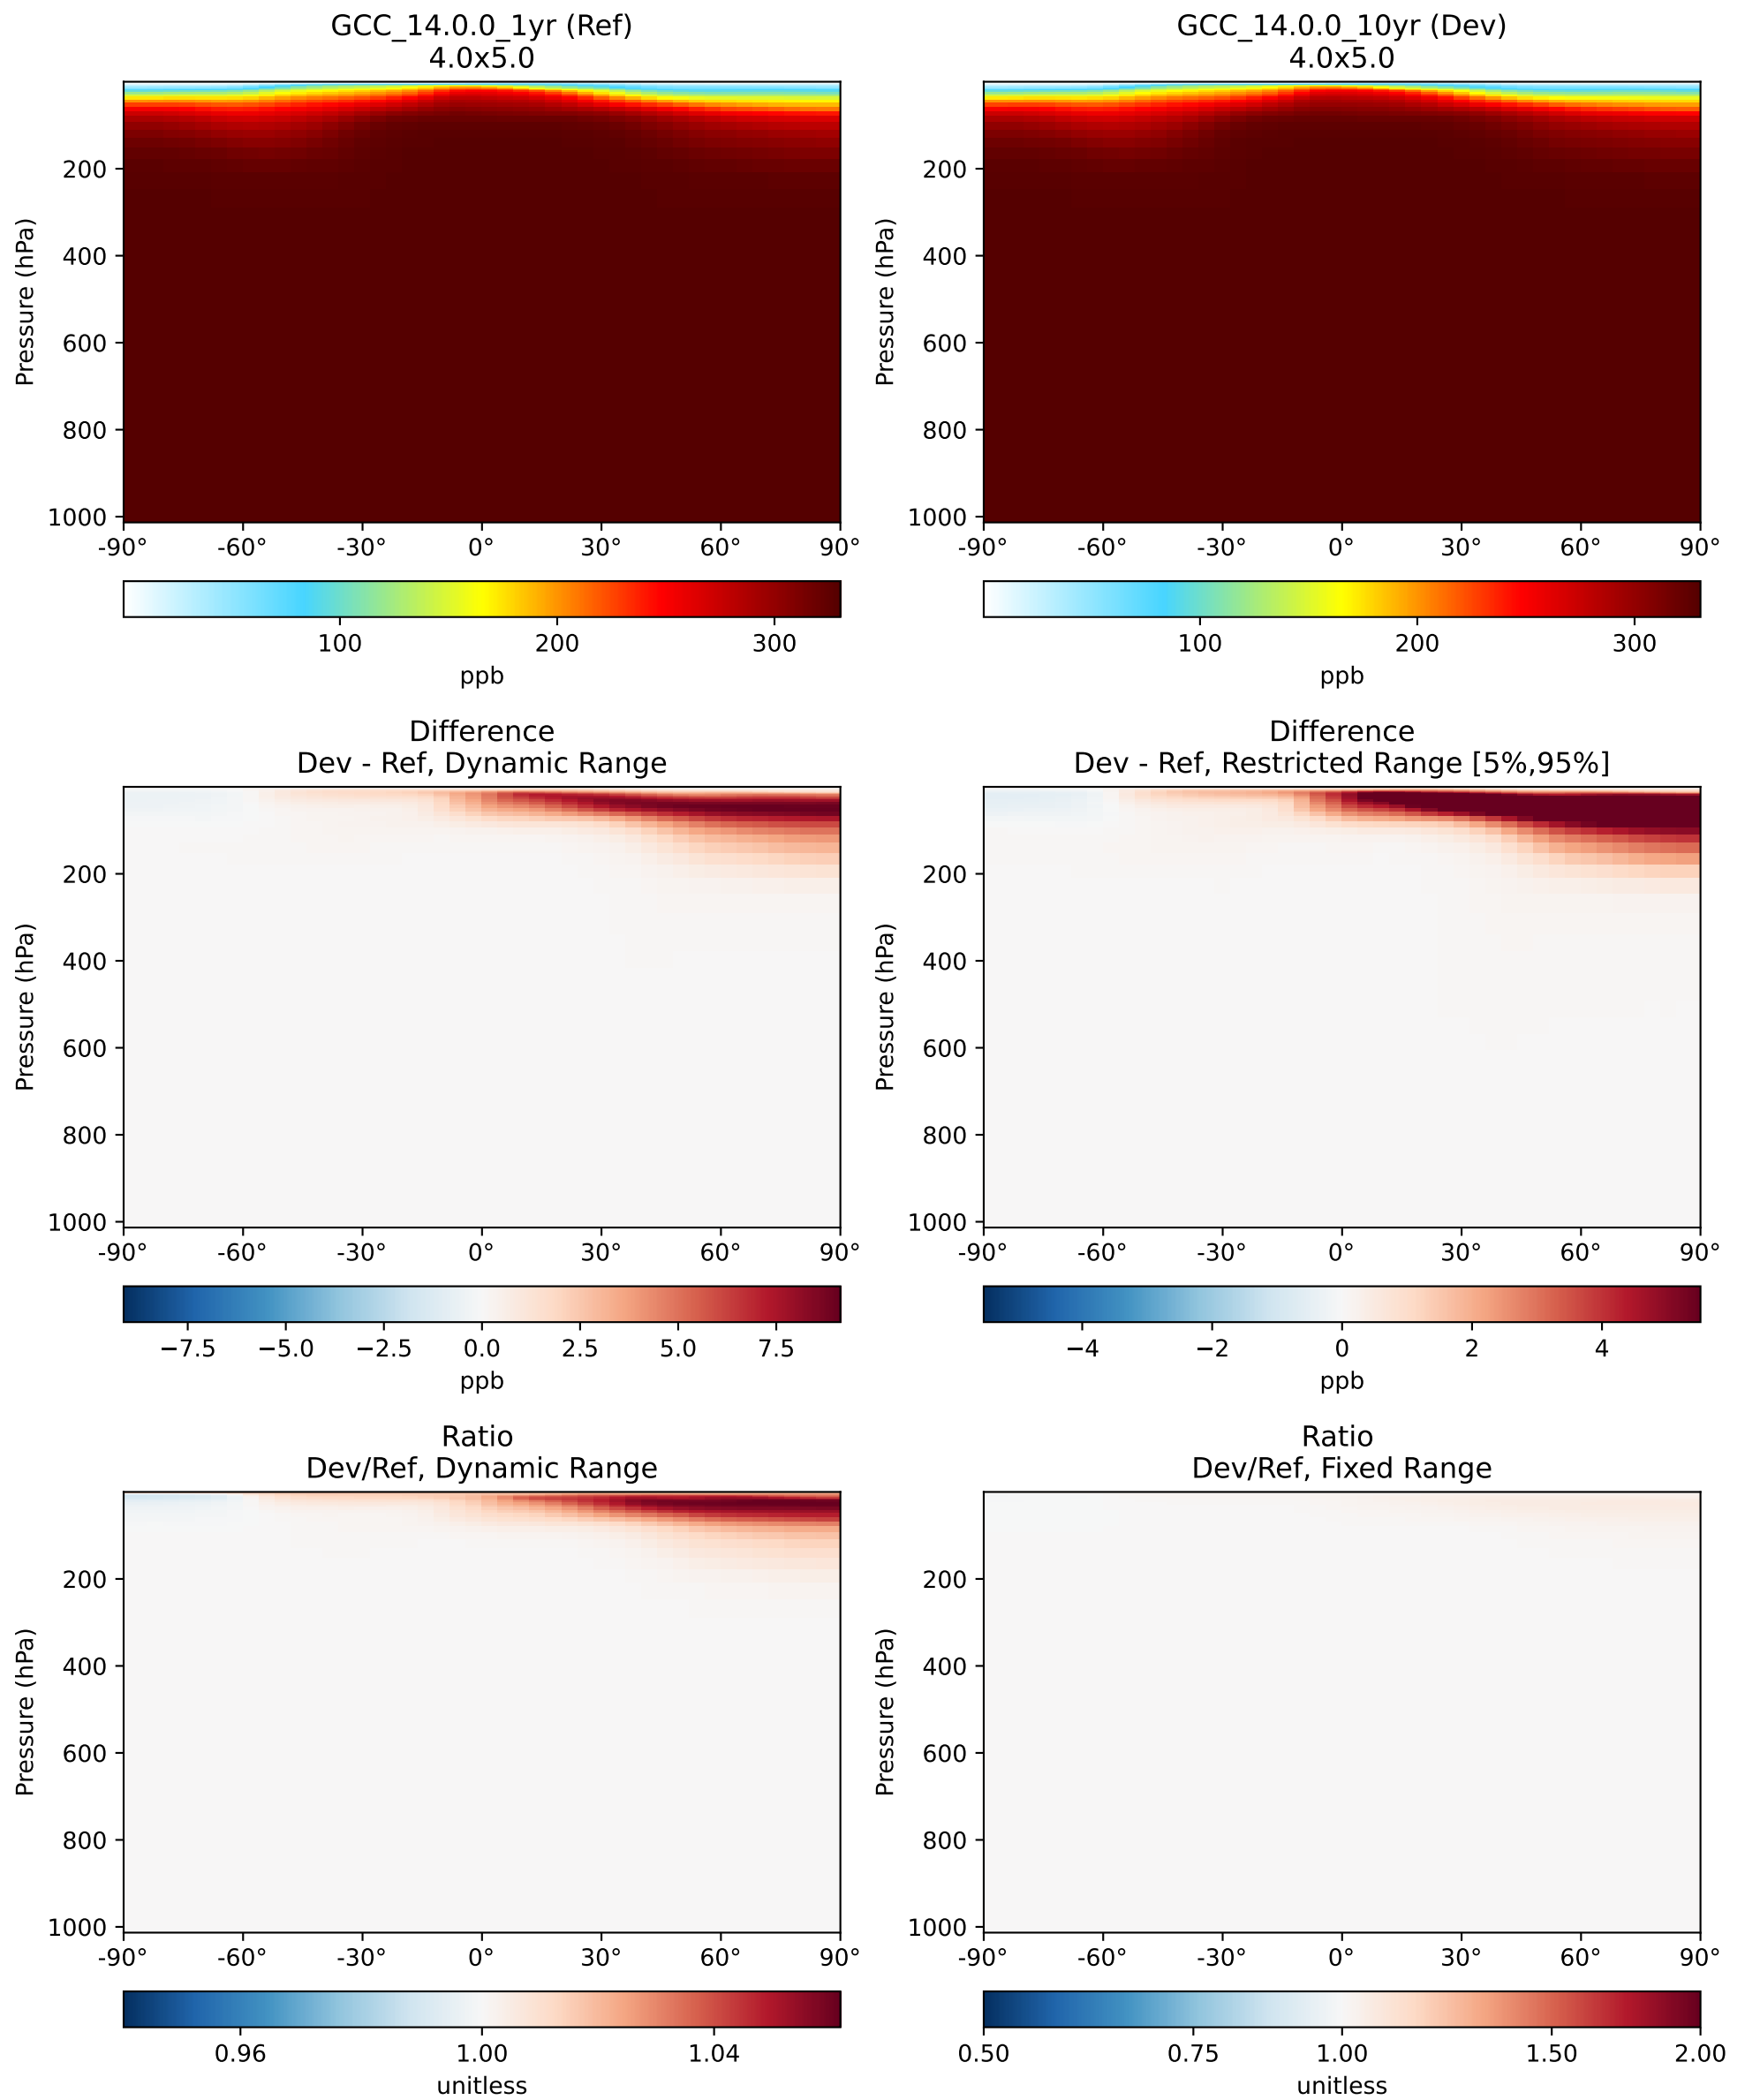 GCC_14.0.0_1yr (Ref)
4.0x5.0
Pressure (hPa)
200
400
600
800
1000
-90° -60° -30° 0° 30° 60° 90°
100 200 300
ppb
GCC_14.0.0_10yr (Dev)
4.0x5.0
Pressure (hPa)
200
400
600
800
1000
-90° -60° -30° 0° 30° 60° 90°
100 200 300
ppb
Difference
Dev - Ref, Dynamic Range
Pressure (hPa)
200
400
600
800
1000
-90° -60° -30° 0° 30° 60° 90°
−7.5 −5.0 −2.5 0.0 2.5 5.0 7.5
ppb
Difference
Dev - Ref, Restricted Range [5%,95%]
Pressure (hPa)
200
400
600
800
1000
-90° -60° -30° 0° 30° 60° 90°
−4 −2 0 2 4
ppb
Ratio
Dev/Ref, Dynamic Range
Pressure (hPa)
200
400
600
800
1000
-90° -60° -30° 0° 30° 60° 90°
0.96 1.00 1.04
unitless
Ratio
Dev/Ref, Fixed Range
Pressure (hPa)
200
400
600
800
1000
-90° -60° -30° 0° 30° 60° 90°
0.50 0.75 1.00 1.50 2.00
unitless